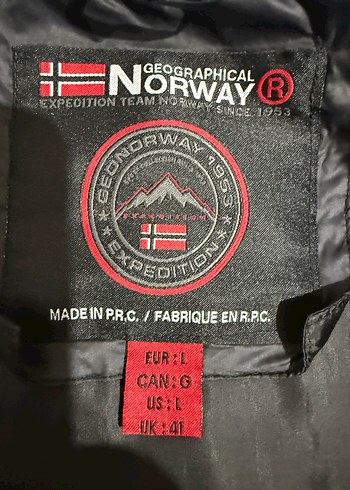 GEOGRAPHICAL
NORWAY ®
EXPEDITION TEAM NORWAY SINCE 1953
GEONORWAY 1953
EXPEDITION
★ EXPEDITION ★
MADE IN P.R.C. / FABRIQUE EN R.P.C.
EUR : L
CAN : G
US : L
UK : 41